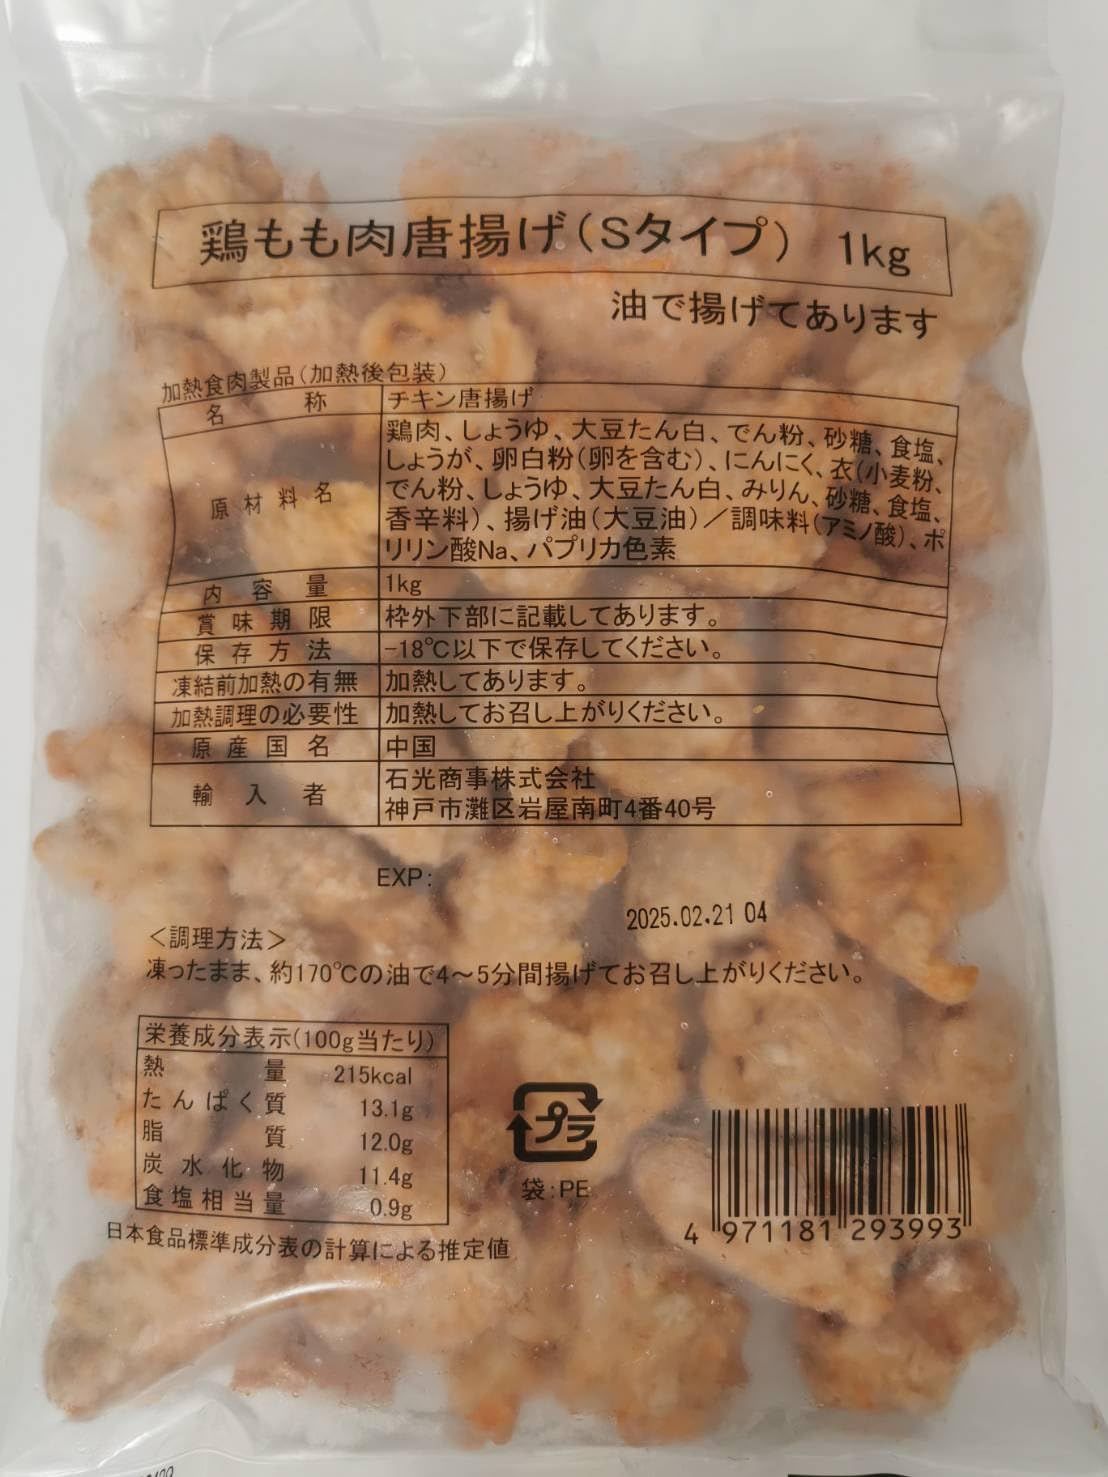 鶏もも肉唐揚げ(Sタイプ) 1kg
油で揚げてあります
加熱食肉製品(加熱後包装)
名称 チキン唐揚げ
原材料名 鶏肉、しょうゆ、大豆たん白、でん粉、砂糖、食塩、
しょうが、卵白粉(卵を含む)、にんにく、衣(小麦粉、
でん粉、しょうゆ、大豆たん白、みりん、砂糖、食塩、
香辛料)、揚げ油(大豆油)/調味料(アミノ酸)、ポ
リリン酸Na、パプリカ色素
内容量 1kg
賞味期限 枠外下部に記載してあります。
保存方法 -18℃以下で保存してください。
凍結前加熱の有無 加熱してあります。
加熱調理の必要性 加熱してお召し上がりください。
原産国名 中国
輸入者 石光商事株式会社
神戸市灘区岩屋南町4番40号
EXP:
2025.02.21 04
<調理方法>
凍ったまま、約170℃の油で4~5分間揚げてお召し上がりください。
栄養成分表示(100g当たり)
熱量 215kcal
たんぱく質 13.1g
脂質 12.0g
炭水化物 11.4g
食塩相当量 0.9g
日本食品標準成分表の計算による推定値
プラ
袋:PE
4 971181 293993